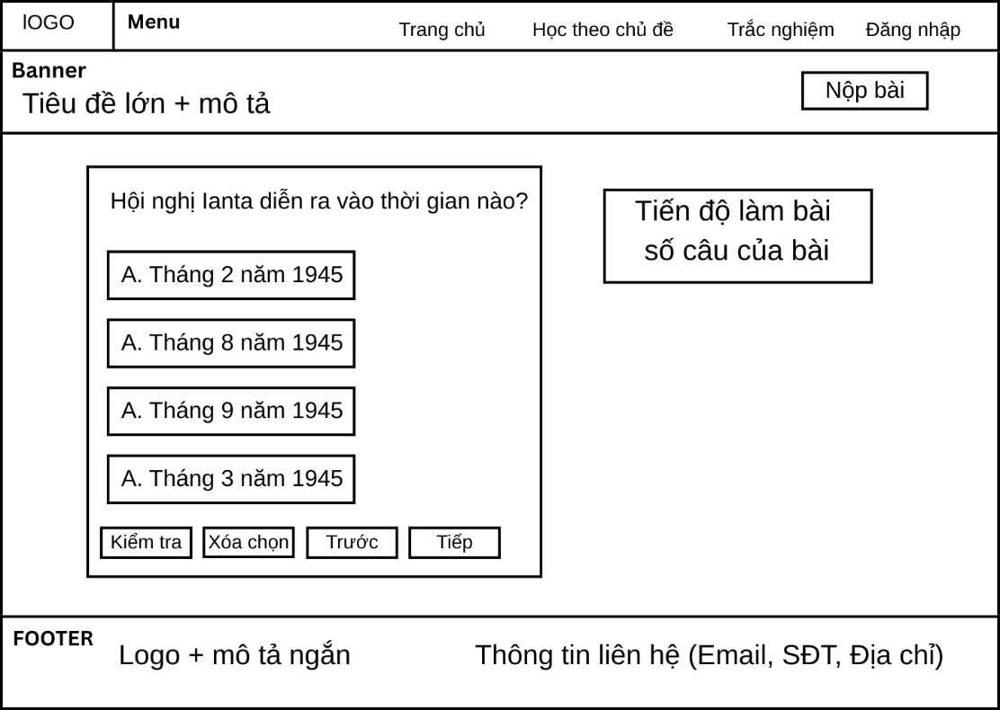 lOGO
Menu
Trang chủ
Học theo chủ đề
Trắc nghiệm
Đăng nhập
Banner
Tiêu đề lớn + mô tả
Nộp bài
Hội nghị Ianta diễn ra vào thời gian nào?
A. Tháng 2 năm 1945
A. Tháng 8 năm 1945
A. Tháng 9 năm 1945
A. Tháng 3 năm 1945
Kiểm tra
Xóa chọn
Trước
Tiếp
Tiến độ làm bài
số câu của bài
FOOTER
Logo + mô tả ngắn
Thông tin liên hệ (Email, SĐT, Địa chỉ)